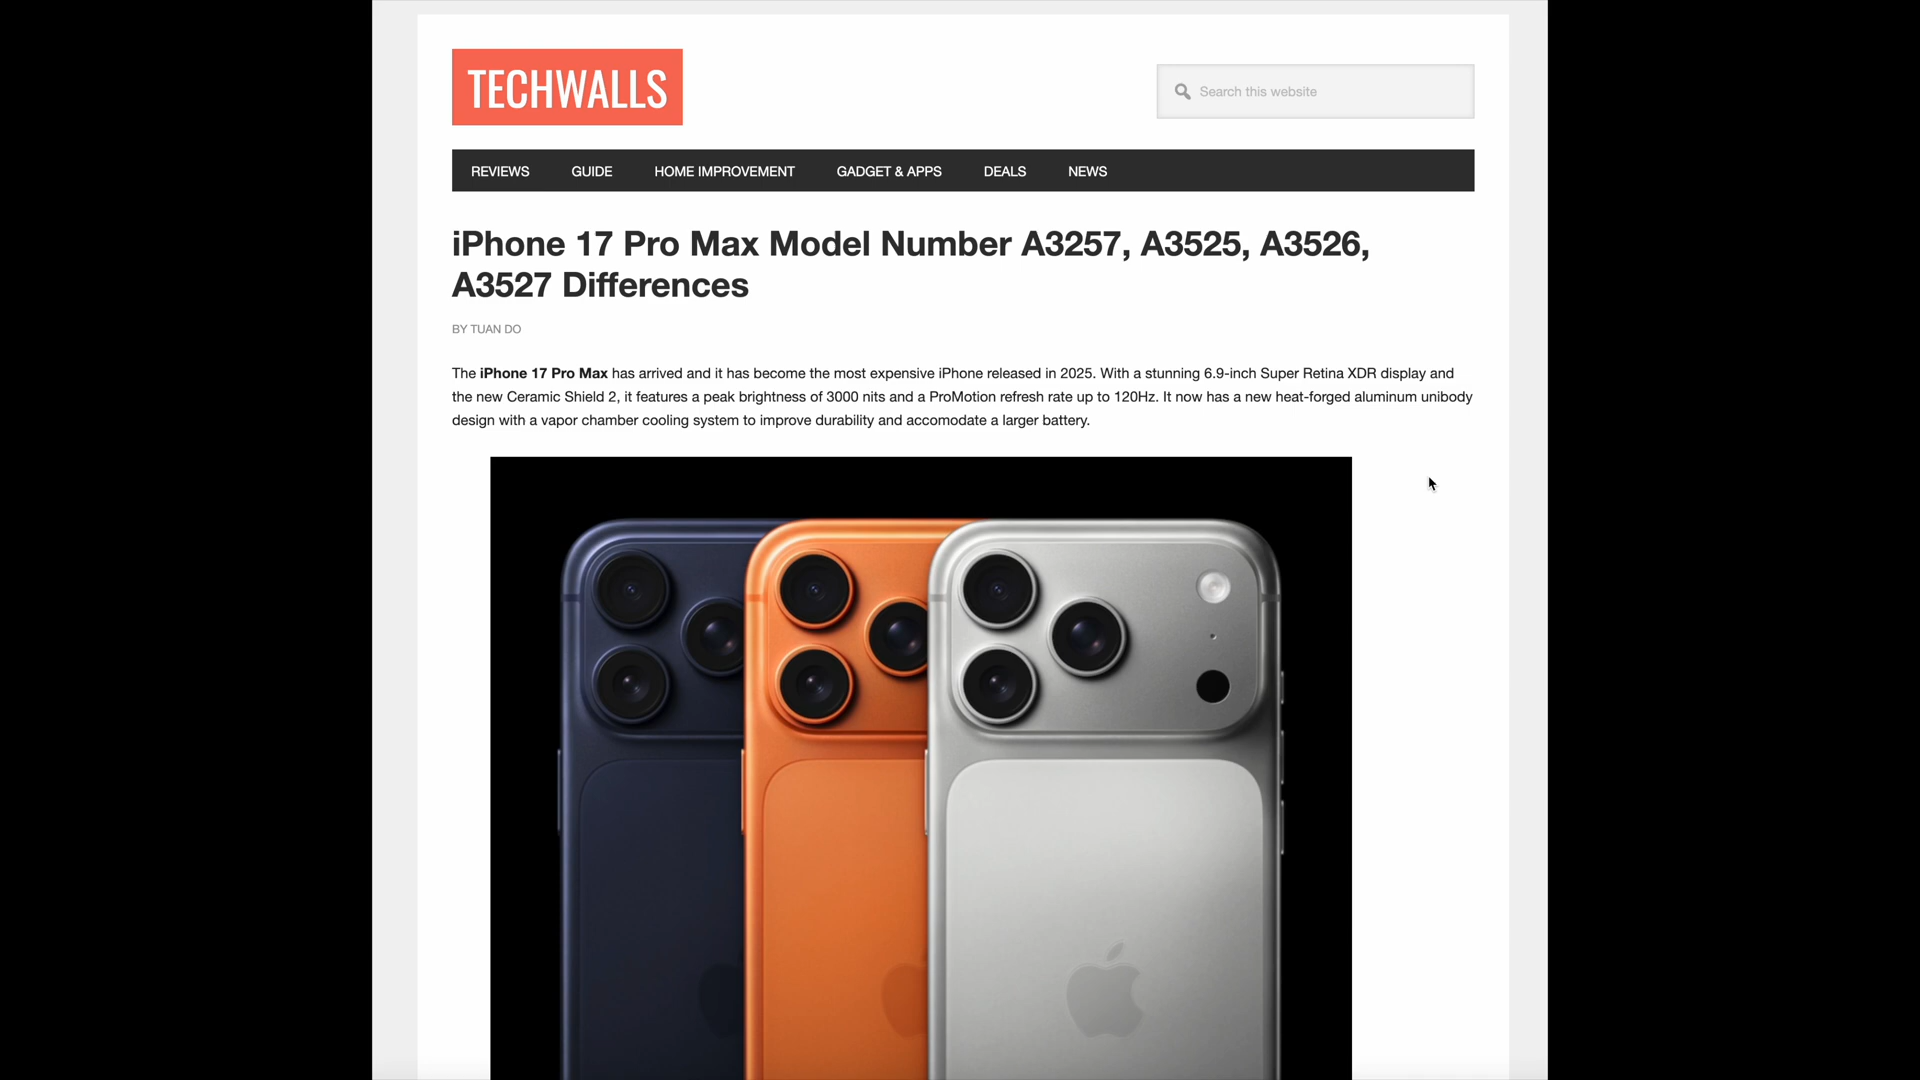 TECHWALLS
Search this website
REVIEWS GUIDE HOME IMPROVEMENT GADGET & APPS DEALS NEWS
iPhone 17 Pro Max Model Number A3257, A3525, A3526,
A3527 Differences
BY TUAN DO
The iPhone 17 Pro Max has arrived and it has become the most expensive iPhone released in 2025. With a stunning 6.9-inch Super Retina XDR display and
the new Ceramic Shield 2, it features a peak brightness of 3000 nits and a ProMotion refresh rate up to 120Hz. It now has a new heat-forged aluminum unibody
design with a vapor chamber cooling system to improve durability and accomodate a larger battery.